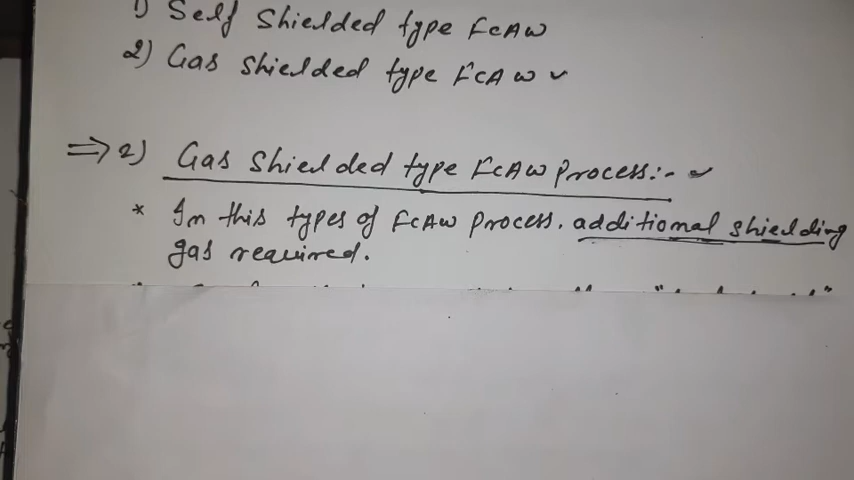 1) Self Shielded type FCAW
2) Gas Shielded type FCAW ✓
⇒ 2) Gas Shielded type FCAW Process:- ✓
* In this types of FCAW Process. additional shielding
gas required.